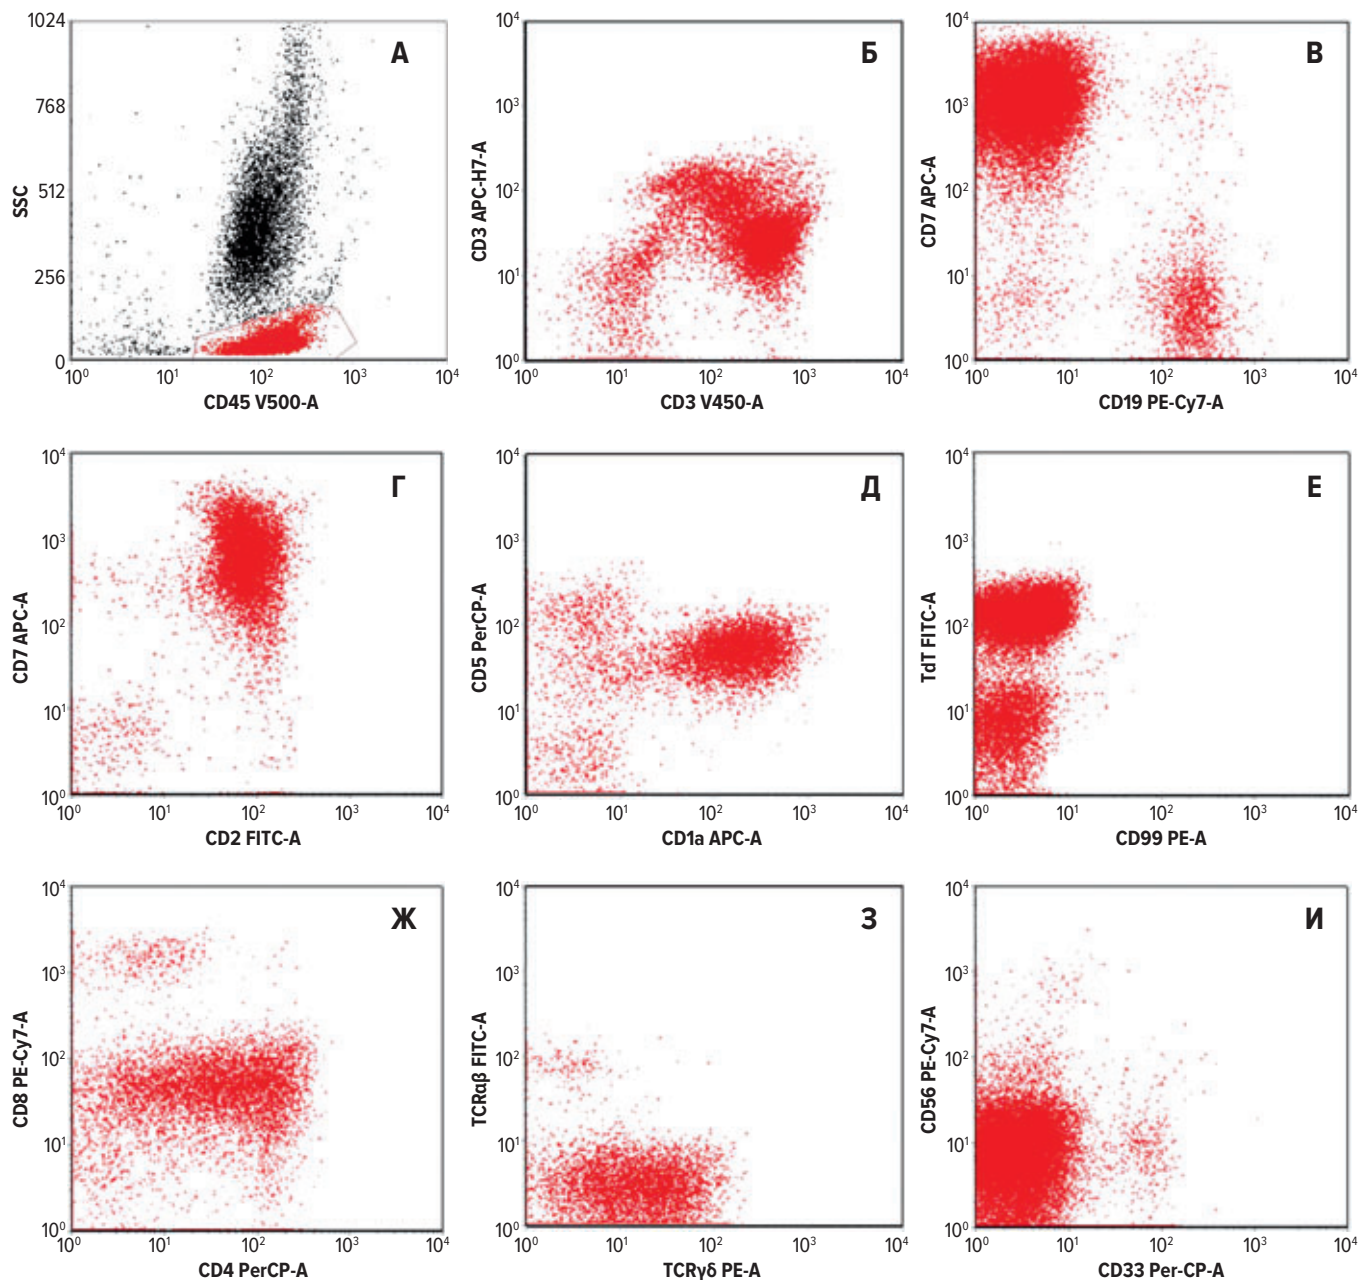 А
1024
768
512
256
0
SSC
10⁰ 10¹ 10² 10³ 10⁴
CD45 V500-A
Б
10⁴
10³
10²
10¹
10⁰
CD3 APC-H7-A
10⁰ 10¹ 10² 10³ 10⁴
CD3 V450-A
В
10⁴
10³
10²
10¹
10⁰
CD7 APC-A
10⁰ 10¹ 10² 10³ 10⁴
CD19 PE-Cy7-A
Г
10⁴
10³
10²
10¹
10⁰
CD7 APC-A
10⁰ 10¹ 10² 10³ 10⁴
CD2 FITC-A
Д
10⁴
10³
10²
10¹
10⁰
CD5 PerCP-A
10⁰ 10¹ 10² 10³ 10⁴
CD1a APC-A
Е
10⁴
10³
10²
10¹
10⁰
TdT FITC-A
10⁰ 10¹ 10² 10³ 10⁴
CD99 PE-A
Ж
10⁴
10³
10²
10¹
10⁰
CD8 PE-Cy7-A
10⁰ 10¹ 10² 10³ 10⁴
CD4 PerCP-A
З
10⁴
10³
10²
10¹
10⁰
TCRαβ FITC-A
10⁰ 10¹ 10² 10³ 10⁴
TCRγδ PE-A
И
10⁴
10³
10²
10¹
10⁰
CD56 PE-Cy7-A
10⁰ 10¹ 10² 10³ 10⁴
CD33 Per-CP-A